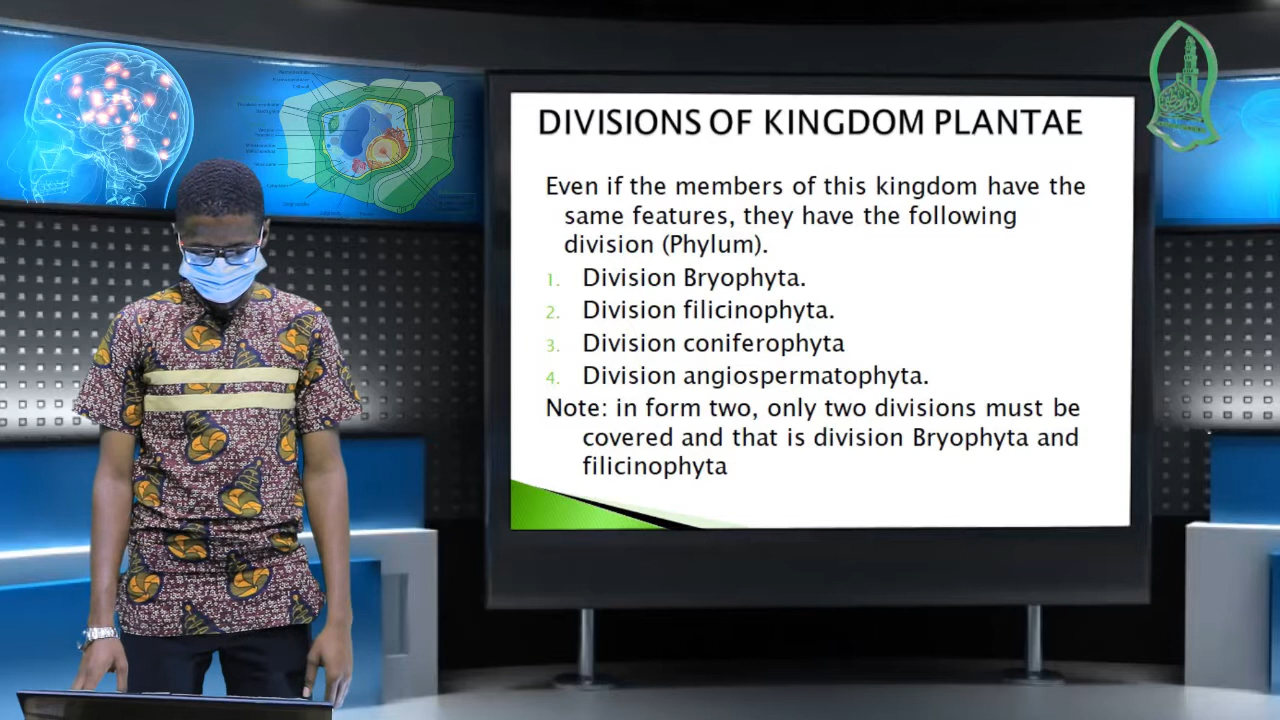 DIVISIONS OF KINGDOM PLANTAE
Even if the members of this kingdom have the
same features, they have the following
division (Phylum).
1. Division Bryophyta.
2. Division filicinophyta.
3. Division coniferophyta
4. Division angiospermatophyta.
Note: in form two, only two divisions must be
covered and that is division Bryophyta and
filicinophyta